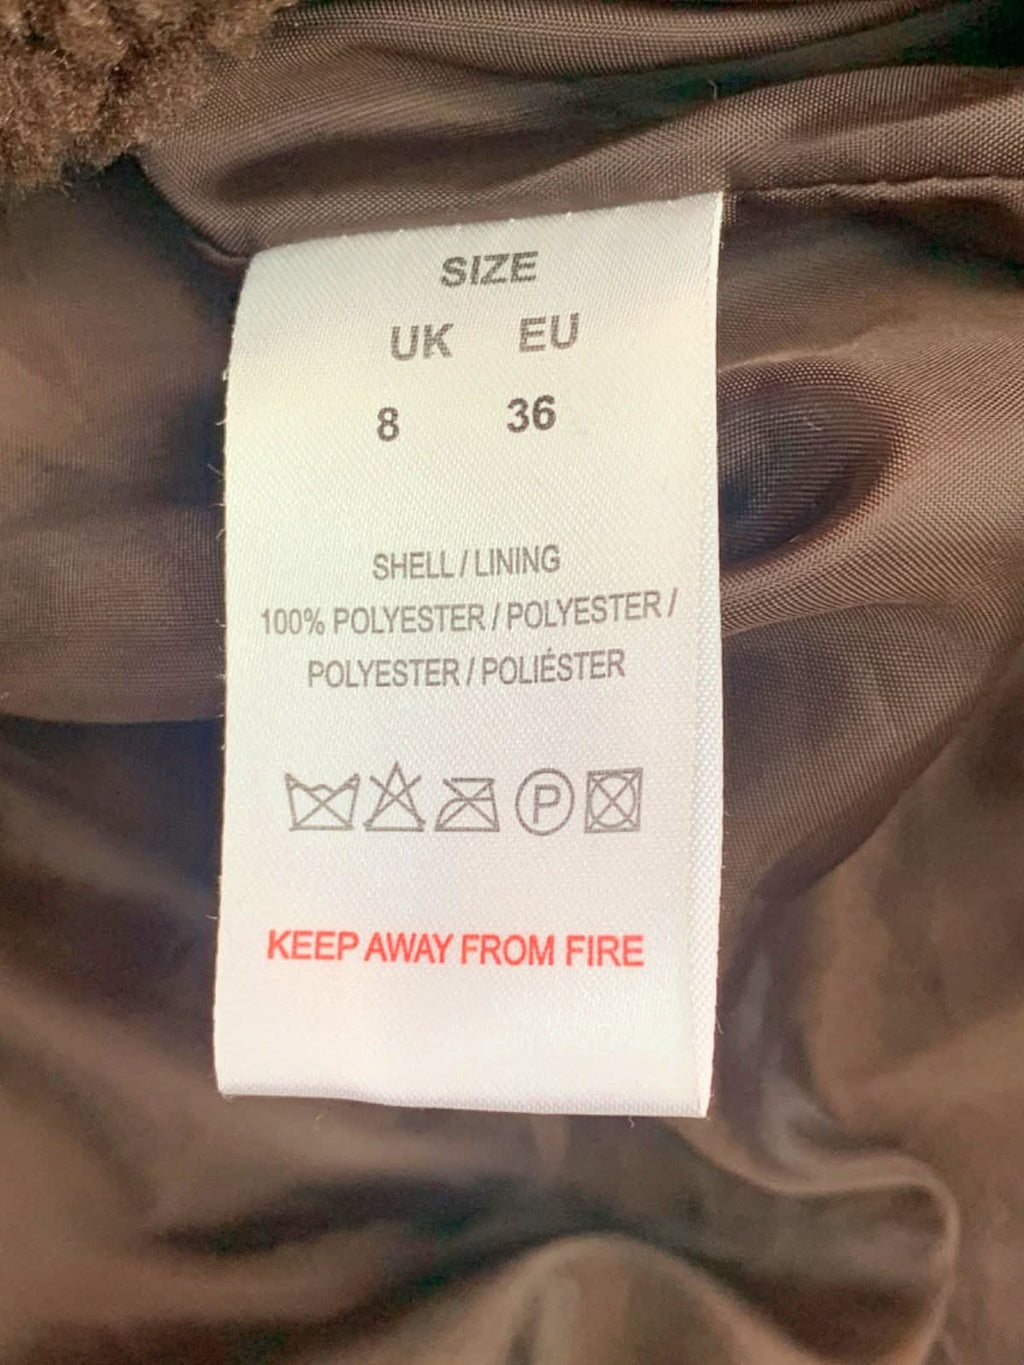 SIZE
UK EU
8 36
SHELL / LINING
100% POLYESTER / POLYESTER /
POLYESTER / POLIÉSTER
P
KEEP AWAY FROM FIRE